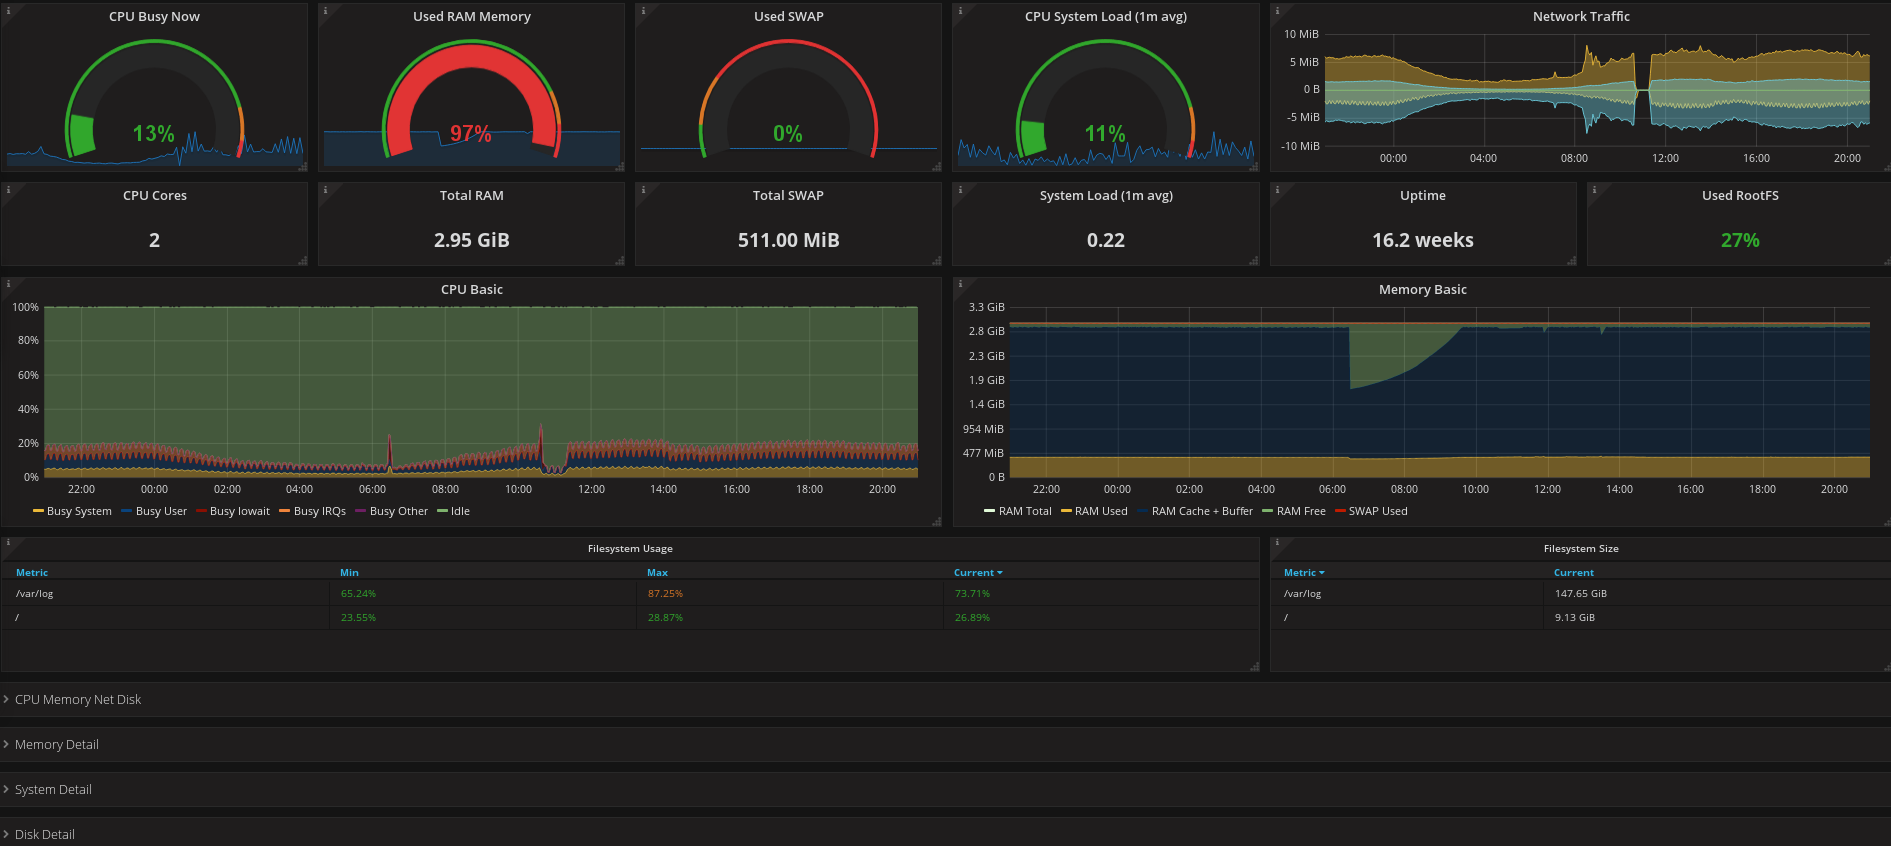 CPU Busy Now
13%
Used RAM Memory
97%
Used SWAP
0%
CPU System Load (1m avg)
11%
Network Traffic
10 MiB
5 MiB
0 B
-5 MiB
-10 MiB
00:00 04:00 08:00 12:00 16:00 20:00
CPU Cores
2
Total RAM
2.95 GiB
Total SWAP
511.00 MiB
System Load (1m avg)
0.22
Uptime
16.2 weeks
Used RootFS
27%
CPU Basic
100%
80%
60%
40%
20%
0%
22:00 00:00 02:00 04:00 06:00 08:00 10:00 12:00 14:00 16:00 18:00 20:00
Busy System Busy User Busy Iowait Busy IRQs Busy Other Idle
Memory Basic
3.3 GiB
2.8 GiB
2.3 GiB
1.9 GiB
1.4 GiB
954 MiB
477 MiB
0 B
22:00 00:00 02:00 04:00 06:00 08:00 10:00 12:00 14:00 16:00 18:00 20:00
RAM Total RAM Used RAM Cache + Buffer RAM Free SWAP Used
Filesystem Usage
Metric Min Max Current
/var/log 65.24% 87.25% 73.71%
/ 23.55% 28.87% 26.89%
Filesystem Size
Metric Current
/var/log 147.65 GiB
/ 9.13 GiB
CPU Memory Net Disk
Memory Detail
System Detail
Disk Detail